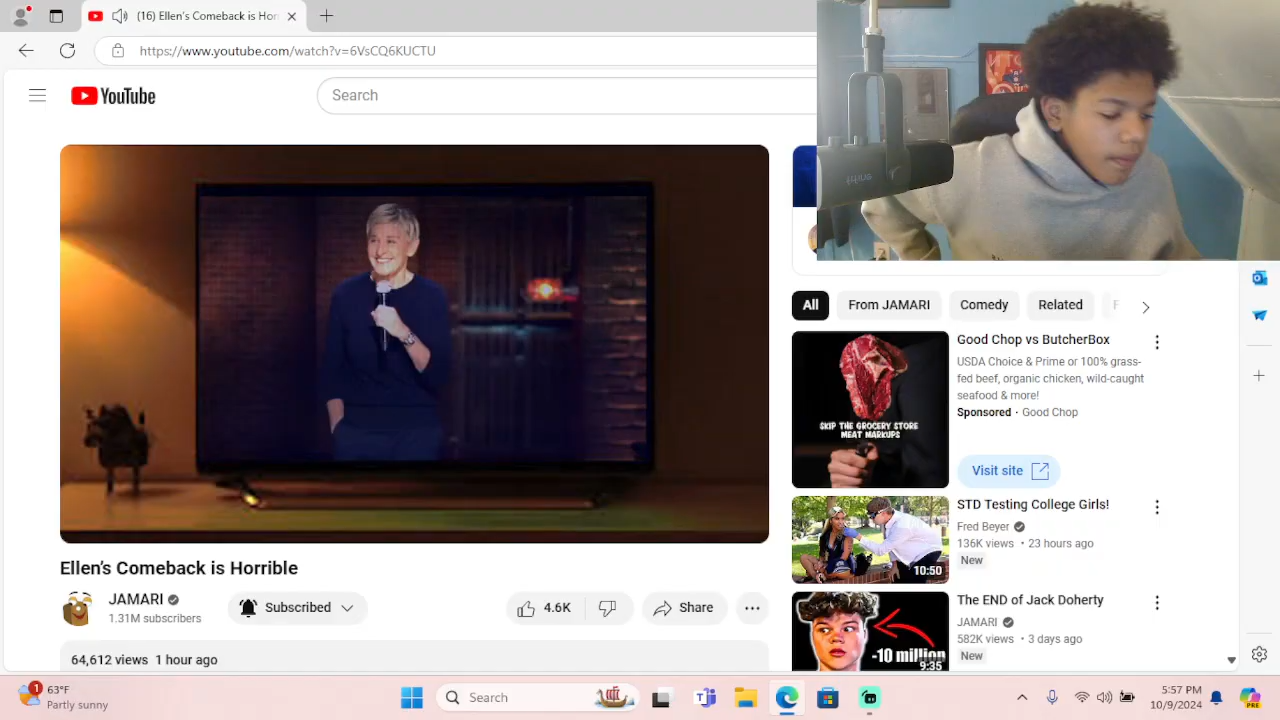 (16) Ellen's Comeback is Horri
https://www.youtube.com/watch?v=6VsCQ6KUCTU
YouTube
Search
All
From JAMARI
Comedy
Related
Good Chop vs ButcherBox
USDA Choice & Prime or 100% grass-
fed beef, organic chicken, wild-caught
seafood & more!
Sponsored · Good Chop
SKIP THE GROCERY STORE
MEAT MARKUPS
Visit site
STD Testing College Girls!
Fred Beyer
136K views · 23 hours ago
New
10:50
The END of Jack Doherty
JAMARI
582K views · 3 days ago
New
-10 million
9:35
Ellen's Comeback is Horrible
JAMARI
1.31M subscribers
Subscribed
4.6K
Share
64,612 views 1 hour ago
1
63°F
Partly sunny
Search
5:57 PM
10/9/2024
PRE